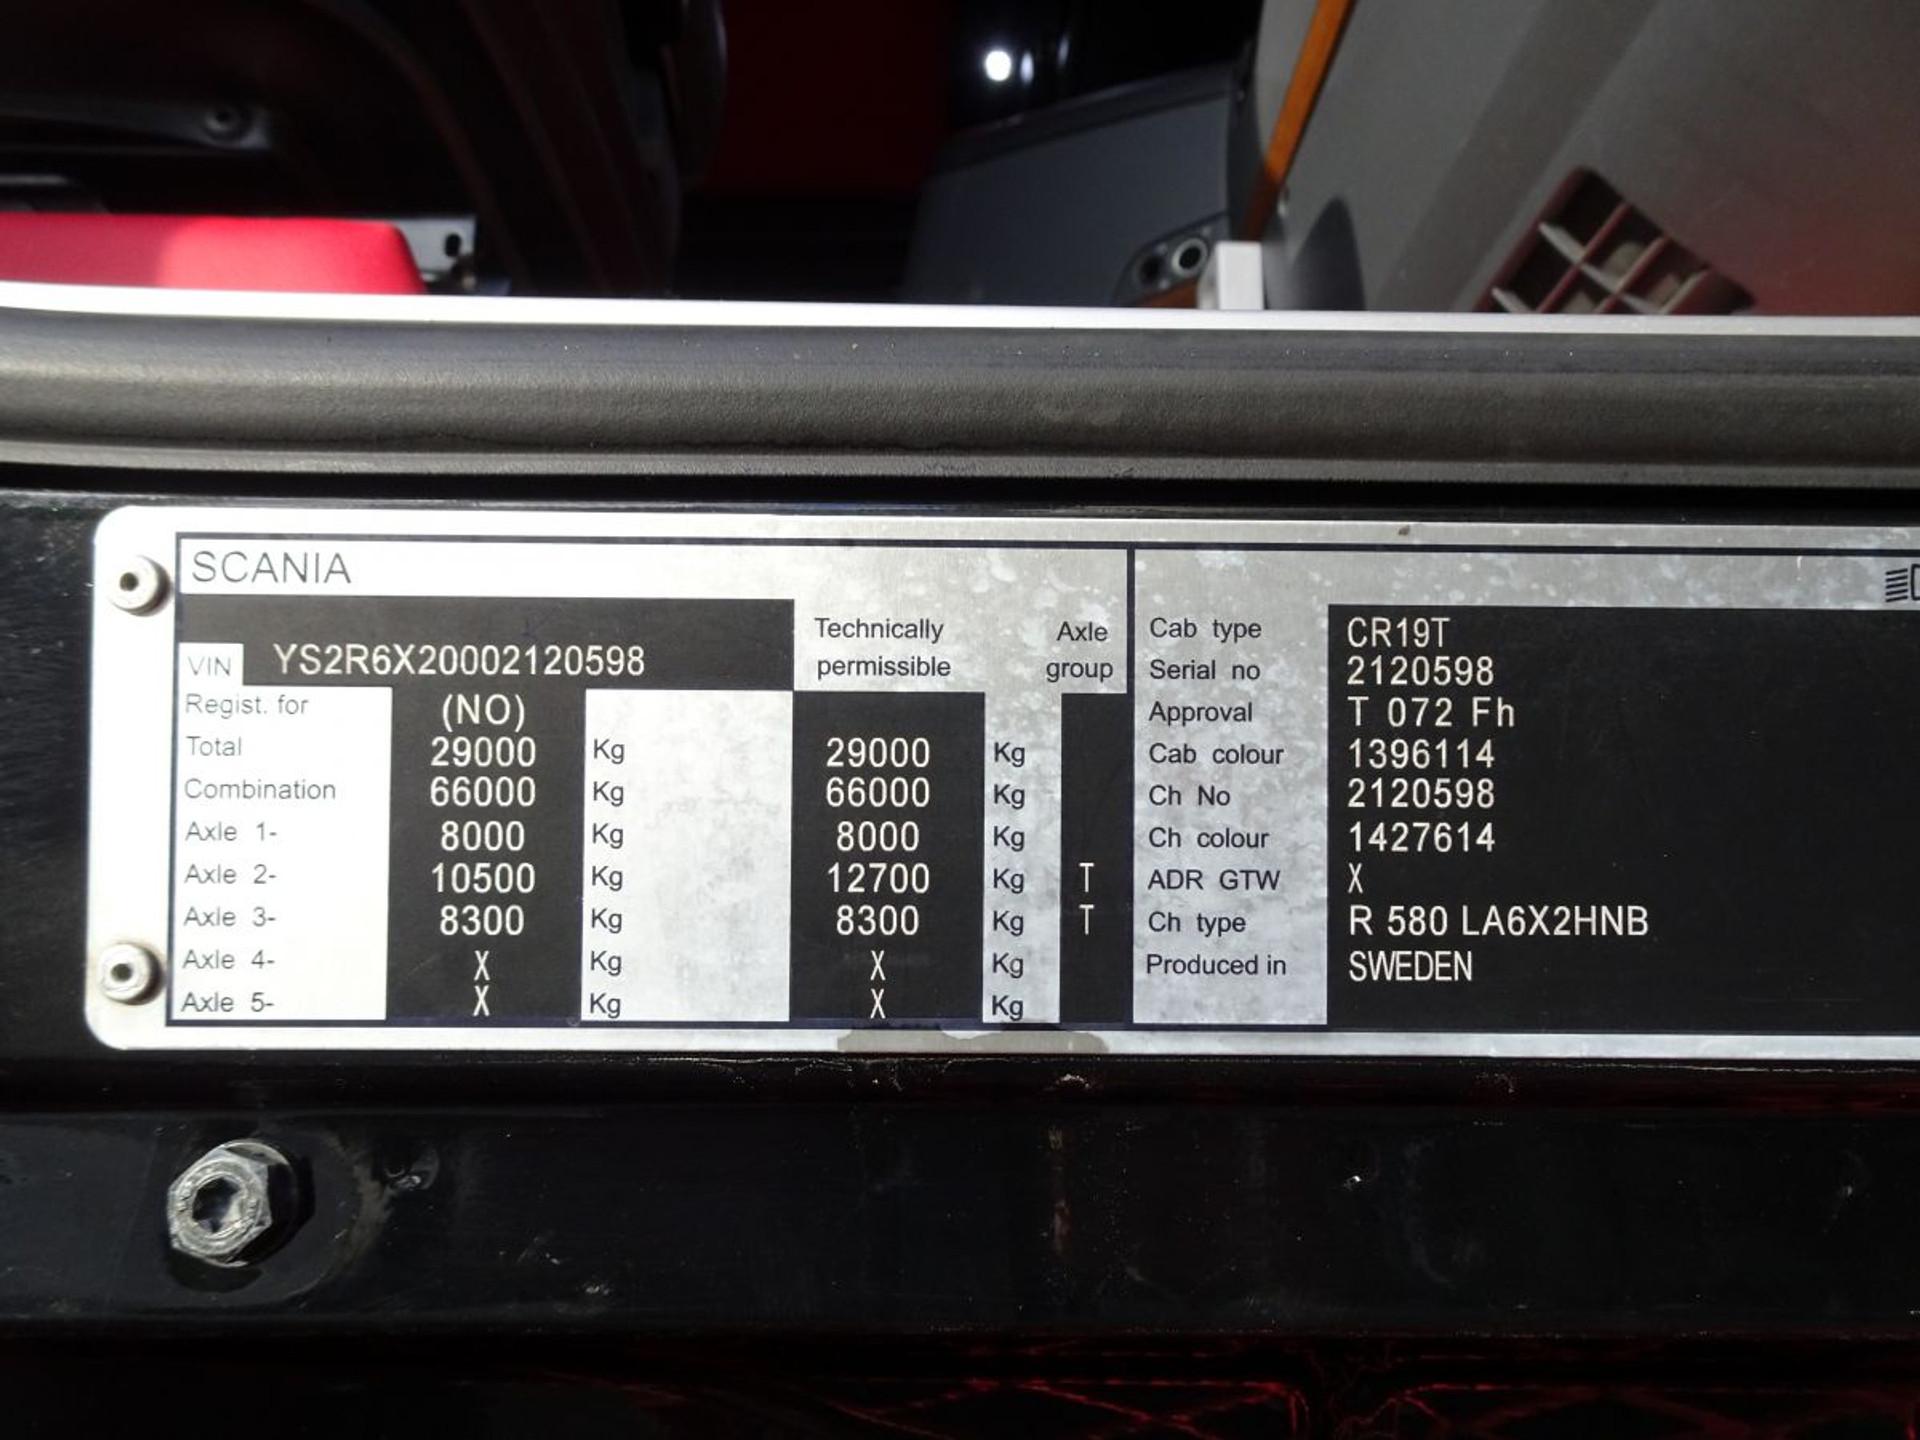 SCANIA
VIN YS2R6X20002120598
Technically permissible Axle group
Regist. for (NO)
Total 29000 Kg 29000 Kg
Combination 66000 Kg 66000 Kg
Axle 1- 8000 Kg 8000 Kg
Axle 2- 10500 Kg 12700 Kg T
Axle 3- 8300 Kg 8300 Kg T
Axle 4- X Kg X Kg
Axle 5- X Kg X Kg
Cab type CR19T
Serial no 2120598
Approval T 072 Fh
Cab colour 1396114
Ch No 2120598
Ch colour 1427614
ADR GTW X
Ch type R 580 LA6X2HNB
Produced in SWEDEN